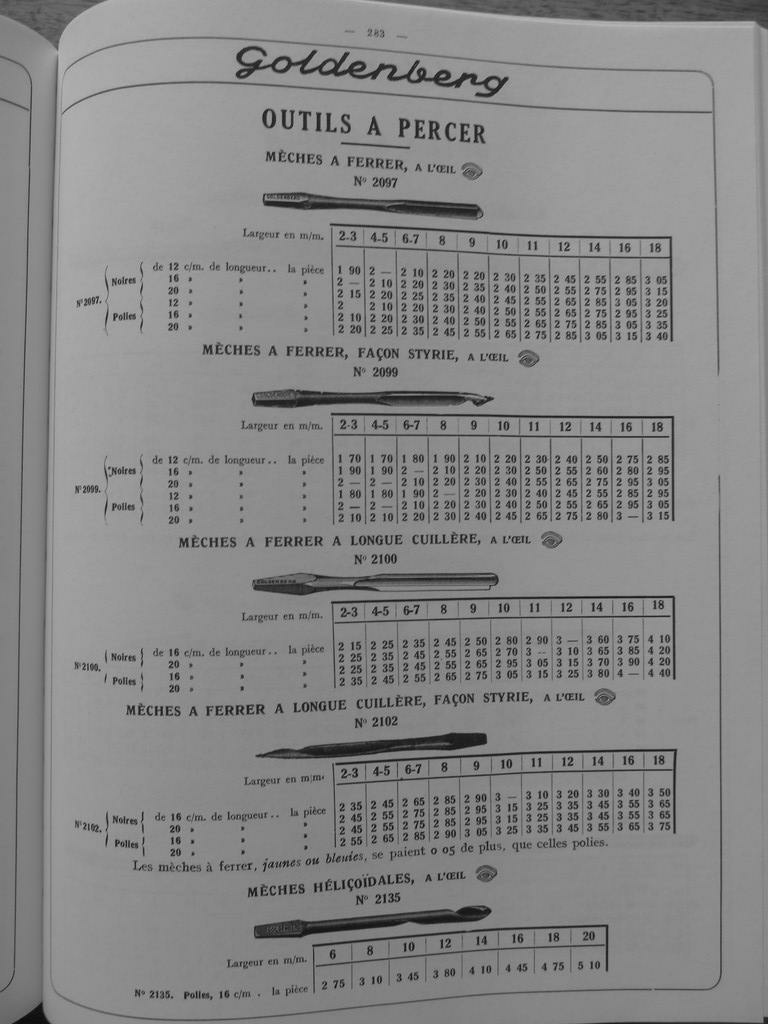 — 283 —
Goldenberg
OUTILS A PERCER
MÈCHES A FERRER, A L'ŒIL
Nº 2097
GOLDENBERG
Largeur en m/m. 2-3 4-5 6-7 8 9 10 11 12 14 16 18
Nº 2097. Noires de 12 c/m. de longueur.. la pièce 1 90 2 — 2 10 2 20 2 20 2 30 2 35 2 45 2 55 2 85 3 05
16 » » » 2 — 2 10 2 20 2 30 2 35 2 40 2 50 2 55 2 75 2 95 3 15
20 » » » 2 15 2 20 2 25 2 35 2 40 2 50 2 55 2 65 2 85 3 05 3 20
Polies 12 » » » 2 2 10 2 20 2 30 2 40 2 50 2 55 2 65 2 75 2 95 3 25
16 » » » 2 10 2 20 2 30 2 40 2 50 2 55 2 65 2 75 2 85 3 05 3 35
20 » » » 2 20 2 25 2 35 2 45 2 55 2 65 2 75 2 85 3 05 3 15 3 40
MÈCHES A FERRER, FAÇON STYRIE, A L'ŒIL
Nº 2099
Largeur en m/m. 2-3 4-5 6-7 8 9 10 11 12 14 16 18
Nº 2099. Noires de 12 c/m. de longueur.. la pièce 1 70 1 70 1 80 1 90 2 10 2 20 2 30 2 40 2 50 2 75 2 85
16 » » » 1 90 1 90 2 — 2 10 2 20 2 30 2 40 2 55 2 60 2 80 2 95
20 » » » 2 — 2 — 2 10 2 20 2 30 2 40 2 50 2 55 2 75 2 95 3 05
Polies 12 » » » 1 80 1 80 1 90 2 — 2 20 2 30 2 40 2 45 2 55 2 85 2 95
16 » » » 2 — 2 — 2 10 2 20 2 30 2 40 2 55 2 55 2 65 2 95 3 05
20 » » » 2 10 2 10 2 20 2 30 2 40 2 45 2 65 2 75 2 80 3 — 3 15
MÈCHES A FERRER A LONGUE CUILLÈRE, A L'ŒIL
Nº 2100
GOLDENBERG
Largeur en m/m. 2-3 4-5 6-7 8 9 10 11 12 14 16 18
Nº 2100. Noires de 16 c/m. de longueur.. la pièce 2 15 2 25 2 35 2 45 2 50 2 80 2 90 3 — 3 60 3 75 4 10
20 » » » 2 25 2 35 2 45 2 55 2 65 2 70 3 — 3 10 3 65 3 85 4 20
Polies 16 » » » 2 25 2 35 2 45 2 55 2 65 2 95 3 05 3 15 3 70 3 90 4 20
20 » » » 2 35 2 45 2 55 2 65 2 75 3 05 3 15 3 25 3 80 4 — 4 40
MÈCHES A FERRER A LONGUE CUILLÈRE, FAÇON STYRIE, A L'ŒIL
Nº 2102
Largeur en m/m. 2-3 4-5 6-7 8 9 10 11 12 14 16 18
Nº 2102. Noires de 16 c/m. de longueur.. la pièce 2 35 2 45 2 65 2 85 2 90 3 — 3 10 3 20 3 30 3 40 3 50
20 » » » 2 45 2 55 2 75 2 85 2 95 3 15 3 25 3 35 3 45 3 55 3 65
Polies 16 » » » 2 45 2 55 2 75 2 85 2 95 3 15 3 25 3 35 3 45 3 55 3 65
20 » » » 2 55 2 65 2 85 2 90 3 05 3 25 3 35 3 45 3 55 3 65 3 75
Les mèches à ferrer, jaunes ou bleuies, se paient 0 05 de plus, que celles polies.
MÈCHES HÉLIÇOÏDALES, A L'ŒIL
Nº 2135
Largeur en m/m. 6 8 10 12 14 16 18 20
Nº 2135. Polies, 16 c/m . la pièce 2 75 3 10 3 45 3 80 4 10 4 45 4 75 5 10